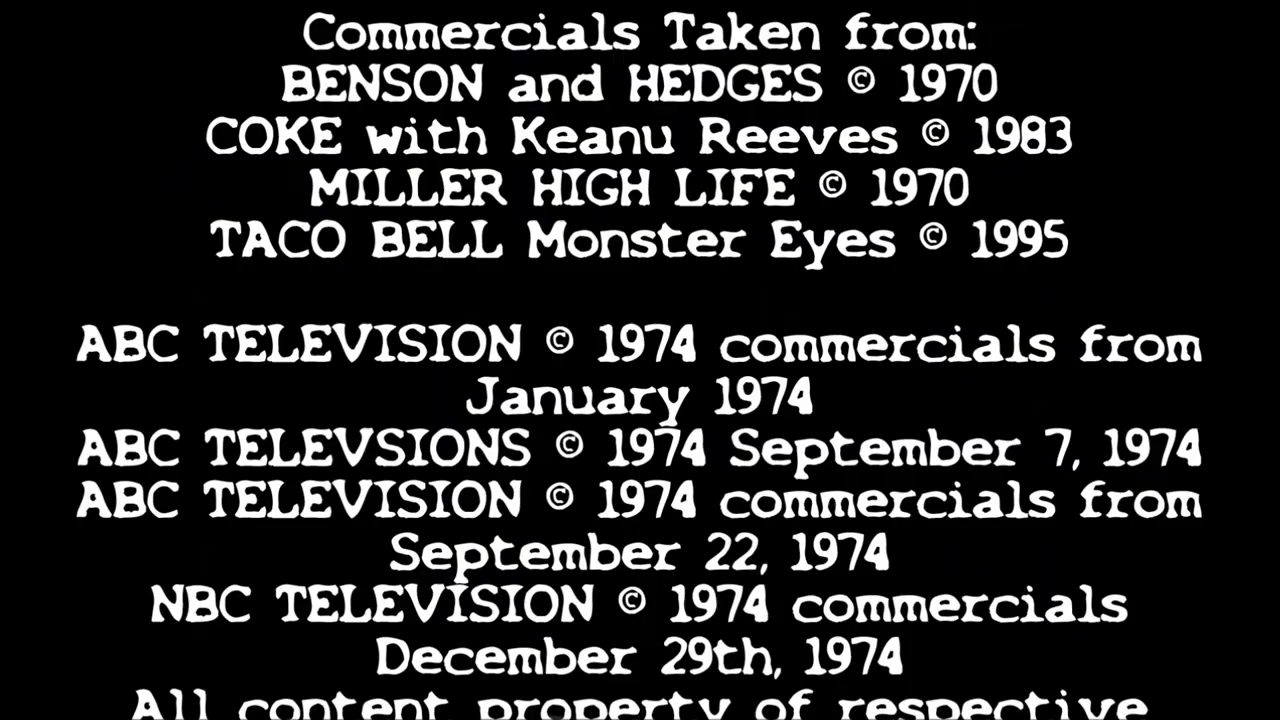 Commercials Taken from:
BENSON and HEDGES © 1970
COKE with Keanu Reeves © 1983
MILLER HIGH LIFE © 1970
TACO BELL Monster Eyes © 1995
ABC TELEVISION © 1974 commercials from
January 1974
ABC TELEVSIONS © 1974 September 7, 1974
ABC TELEVISION © 1974 commercials from
September 22, 1974
NBC TELEVISION © 1974 commercials
December 29th, 1974
All content property of respective